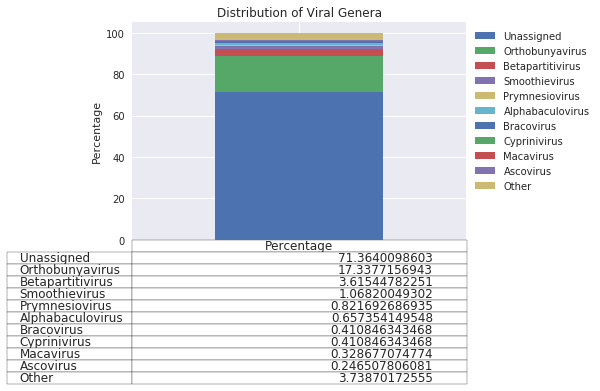 Distribution of Viral Genera
Percentage
100
80
60
40
20
0
Unassigned
Orthobunyavirus
Betapartitivirus
Smoothievirus
Prymnesiovirus
Alphabaculovirus
Bracovirus
Cyprinivirus
Macavirus
Ascovirus
Other
Percentage
Unassigned 71.3640098603
Orthobunyavirus 17.3377156943
Betapartitivirus 3.61544782251
Smoothievirus 1.06820049302
Prymnesiovirus 0.821692686935
Alphabaculovirus 0.657354149548
Bracovirus 0.410846343468
Cyprinivirus 0.410846343468
Macavirus 0.328677074774
Ascovirus 0.246507806081
Other 3.73870172555